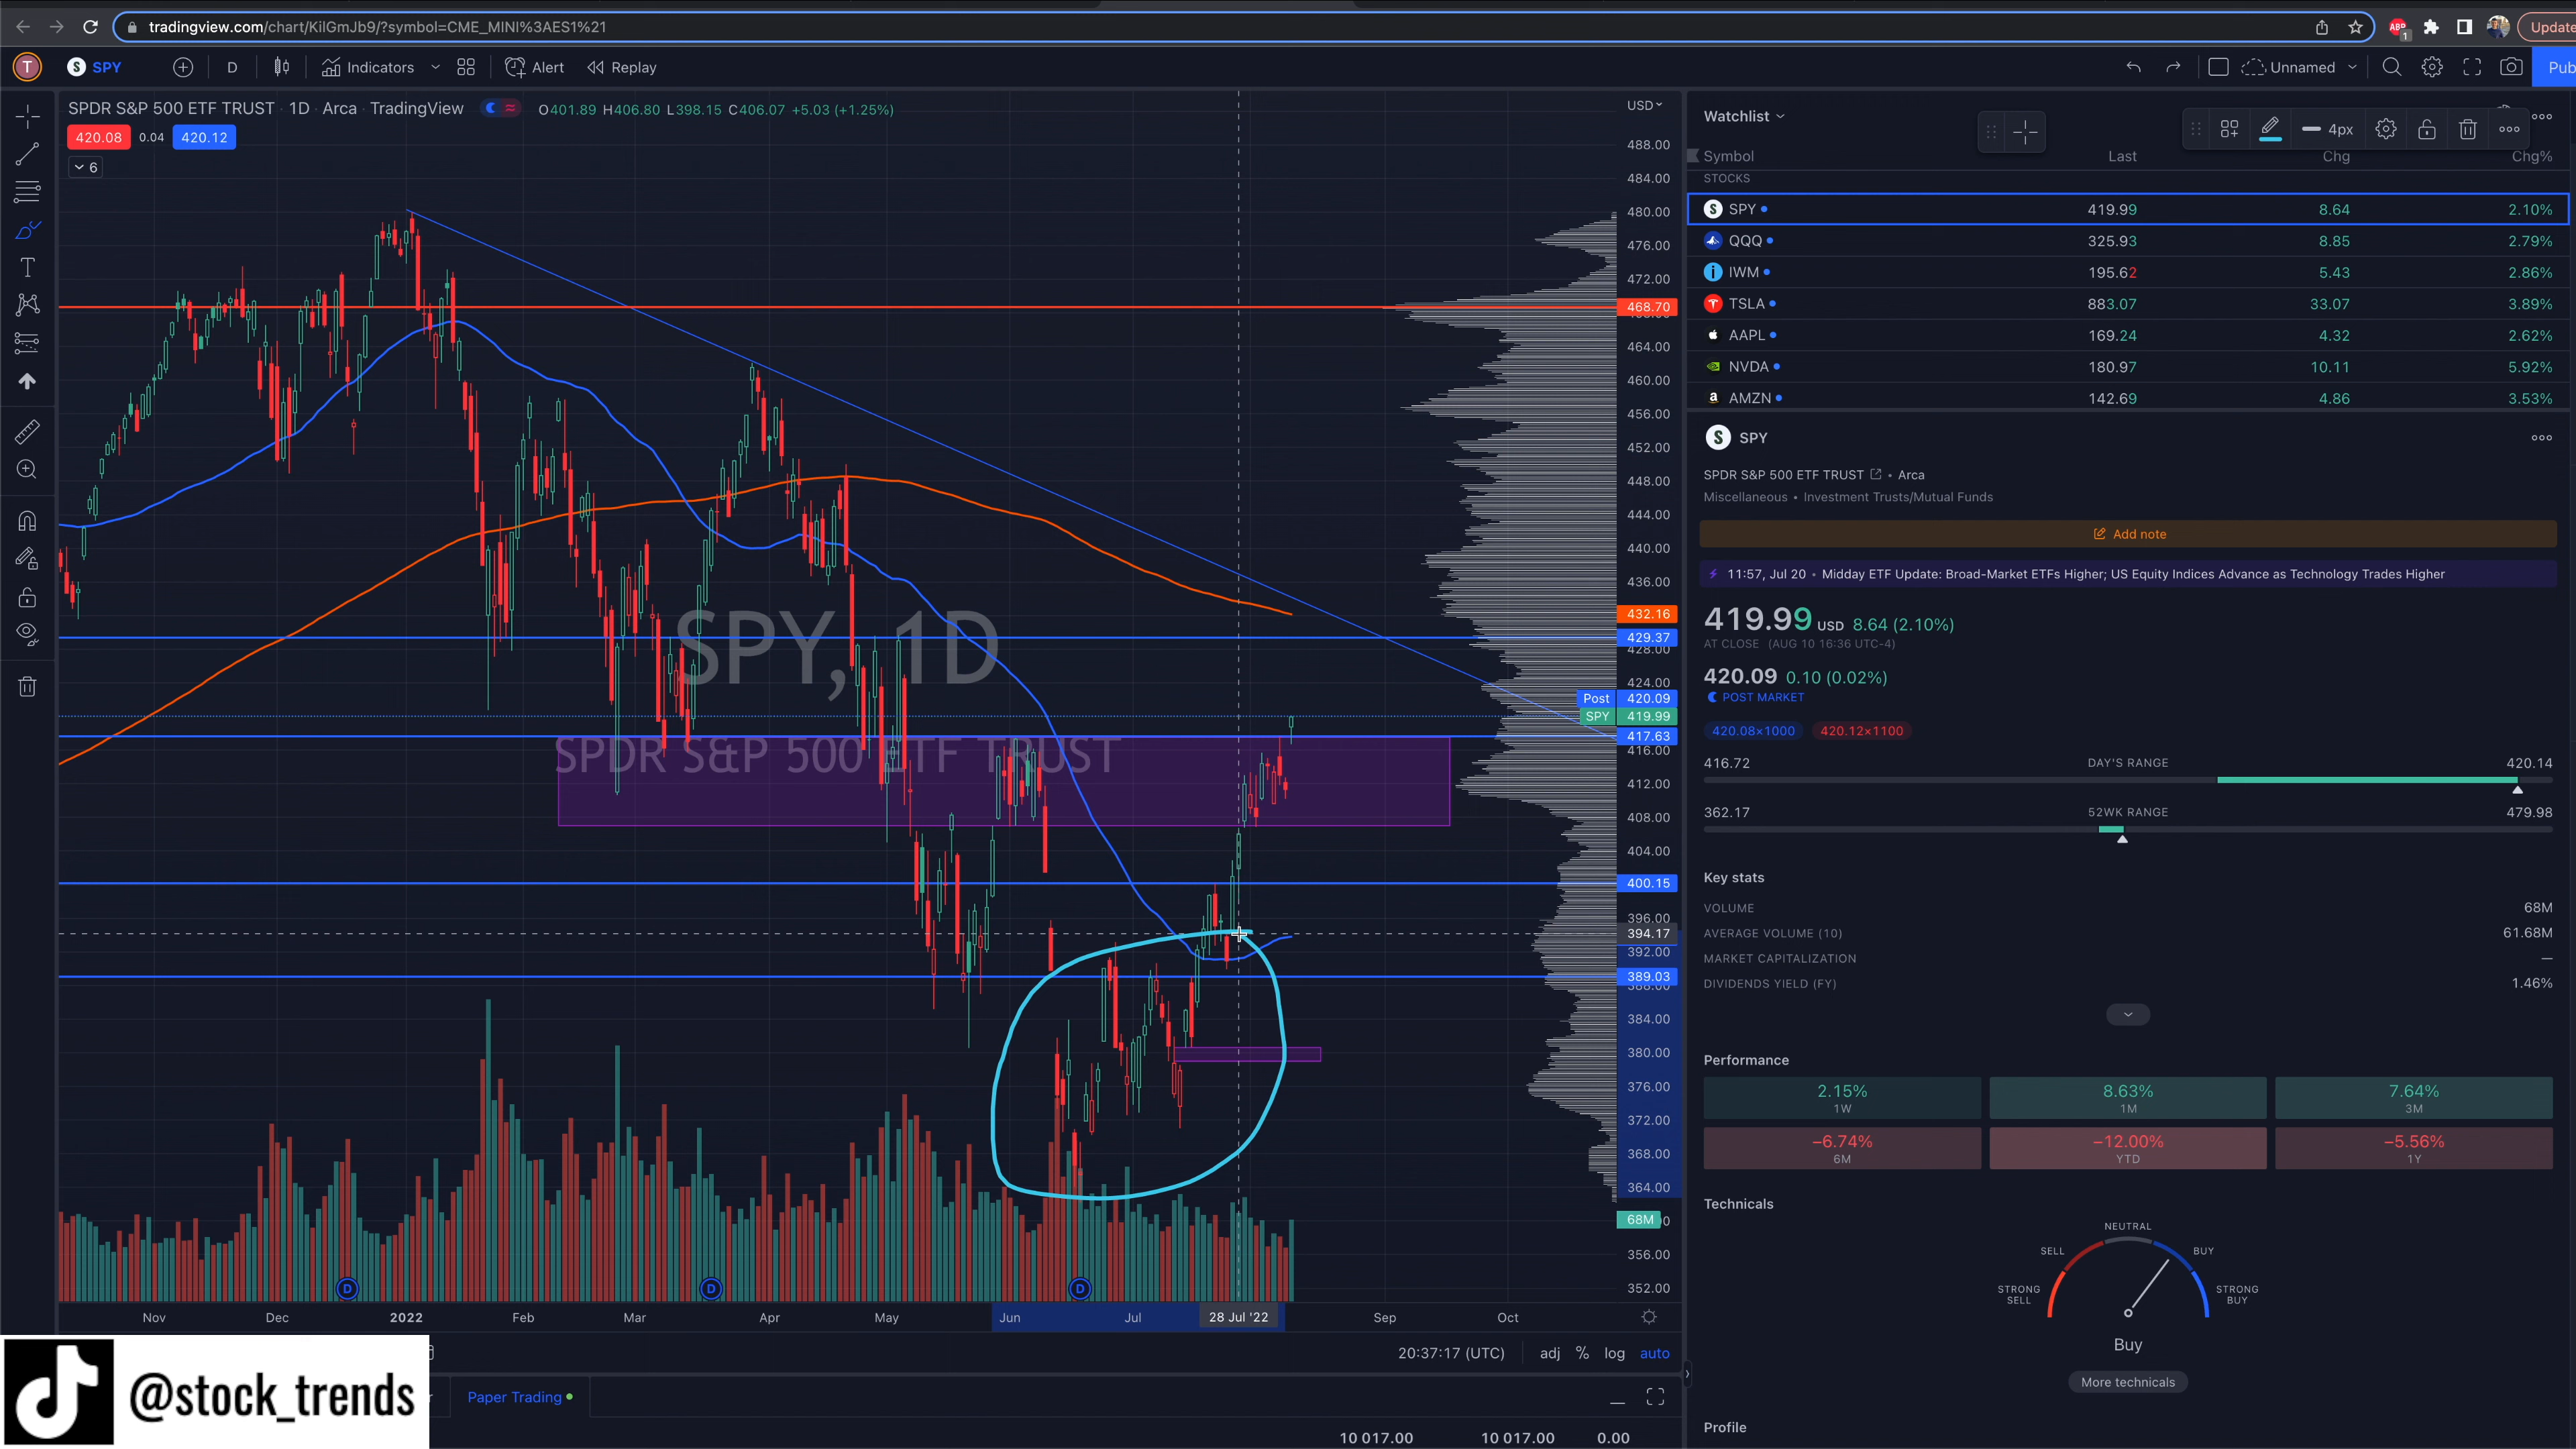 tradingview.com/chart/KilGmJb9/?symbol=CME_MINI%3AES1%21
ABP 1
Update
T
S SPY
D
Indicators
Alert
Replay
Unnamed
Pub
SPDR S&P 500 ETF TRUST · 1D · Arca · TradingView
O401.89 H406.80 L398.15 C406.07 +5.03 (+1.25%)
420.08 0.04 420.12
6
USD
488.00
484.00
480.00
476.00
472.00
468.70
464.00
460.00
456.00
452.00
448.00
444.00
440.00
436.00
432.16
429.37
428.00
424.00
Post 420.09
SPY 419.99
417.63
416.00
412.00
408.00
404.00
400.15
396.00
394.17
392.00
389.03
388.00
384.00
380.00
376.00
372.00
368.00
364.00
68M
356.00
352.00
SPY, 1D
SPDR S&P 500 ETF TRUST
D D D
Nov Dec 2022 Feb Mar Apr May Jun Jul 28 Jul '22 Sep Oct
20:37:17 (UTC) adj % log auto
Paper Trading
10 017.00 10 017.00 0.00
@stock_trends
Watchlist
4px
Symbol Last Chg Chg%
STOCKS
S SPY 419.99 8.64 2.10%
QQQ 325.93 8.85 2.79%
IWM 195.62 5.43 2.86%
TSLA 883.07 33.07 3.89%
AAPL 169.24 4.32 2.62%
NVDA 180.97 10.11 5.92%
AMZN 142.69 4.86 3.53%
S SPY
SPDR S&P 500 ETF TRUST • Arca
Miscellaneous • Investment Trusts/Mutual Funds
Add note
11:57, Jul 20 • Midday ETF Update: Broad-Market ETFs Higher; US Equity Indices Advance as Technology Trades Higher
419.99 USD 8.64 (2.10%)
AT CLOSE (AUG 10 16:36 UTC-4)
420.09 0.10 (0.02%)
POST MARKET
420.08×1000 420.12×1100
416.72 DAY'S RANGE 420.14
362.17 52WK RANGE 479.98
Key stats
VOLUME 68M
AVERAGE VOLUME (10) 61.68M
MARKET CAPITALIZATION —
DIVIDENDS YIELD (FY) 1.46%
Performance
2.15% 8.63% 7.64%
1W 1M 3M
−6.74% −12.00% −5.56%
6M YTD 1Y
Technicals
NEUTRAL
SELL BUY
STRONG SELL STRONG BUY
Buy
More technicals
Profile